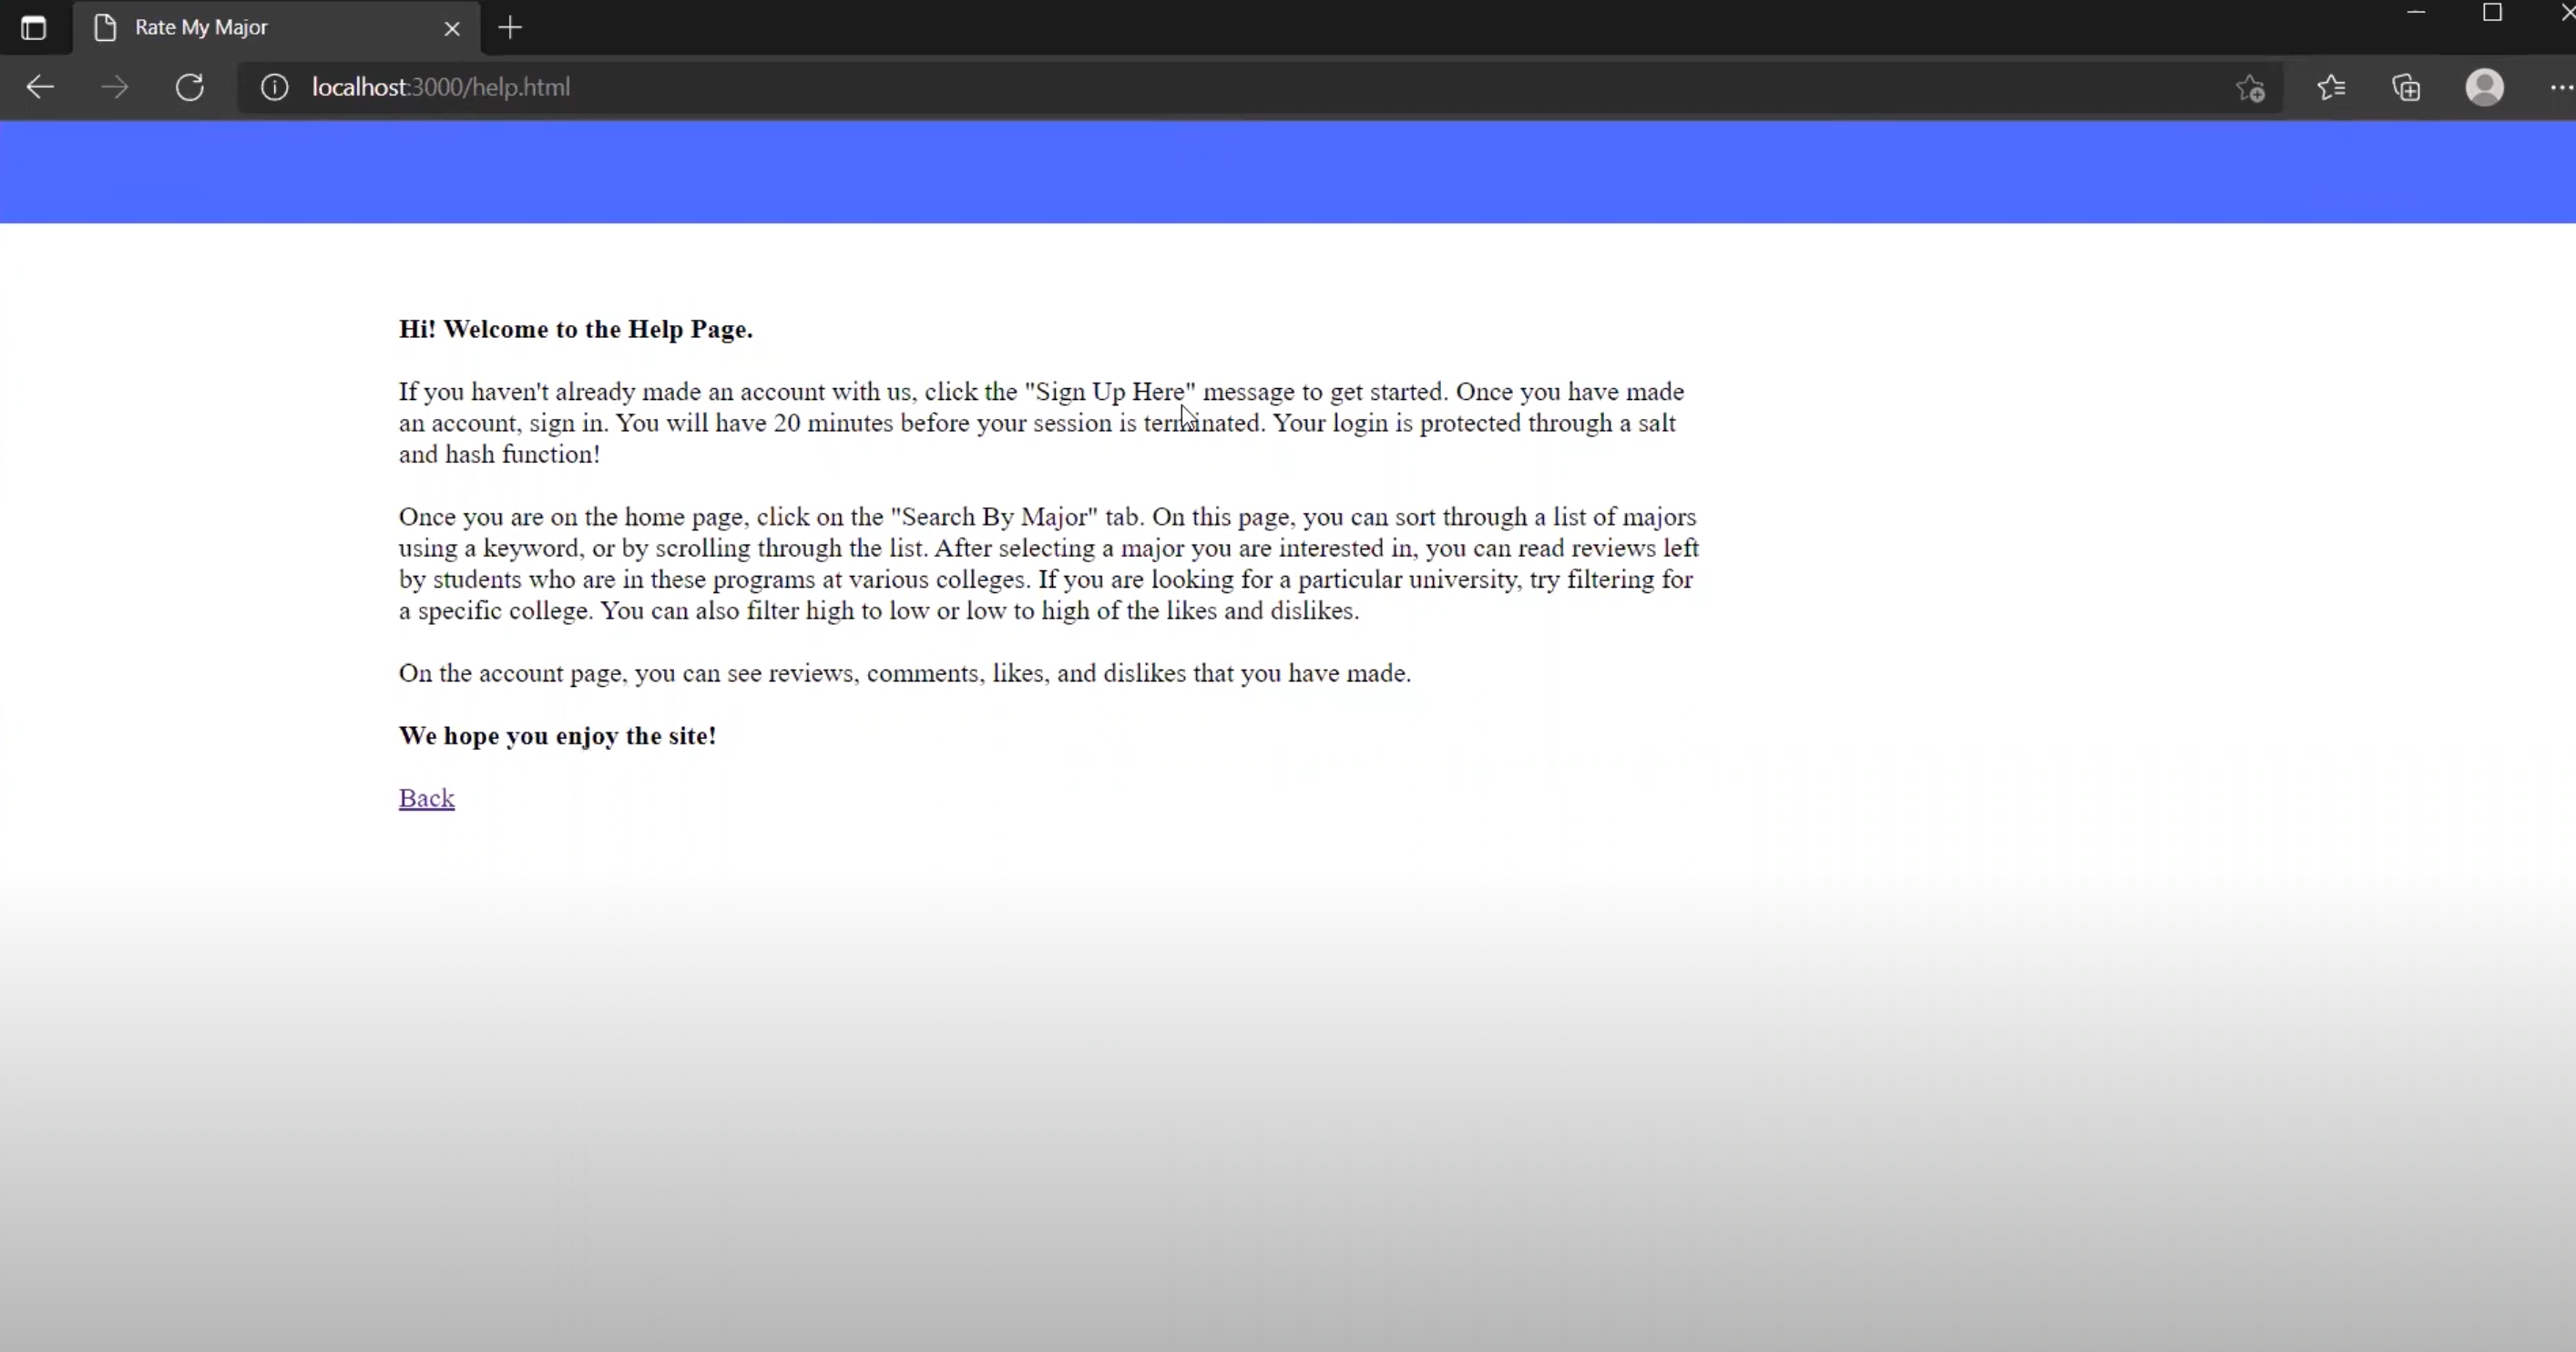 Rate My Major
localhost:3000/help.html
Hi! Welcome to the Help Page.
If you haven't already made an account with us, click the "Sign Up Here" message to get started. Once you have made
an account, sign in. You will have 20 minutes before your session is terminated. Your login is protected through a salt
and hash function!
Once you are on the home page, click on the "Search By Major" tab. On this page, you can sort through a list of majors
using a keyword, or by scrolling through the list. After selecting a major you are interested in, you can read reviews left
by students who are in these programs at various colleges. If you are looking for a particular university, try filtering for
a specific college. You can also filter high to low or low to high of the likes and dislikes.
On the account page, you can see reviews, comments, likes, and dislikes that you have made.
We hope you enjoy the site!
Back